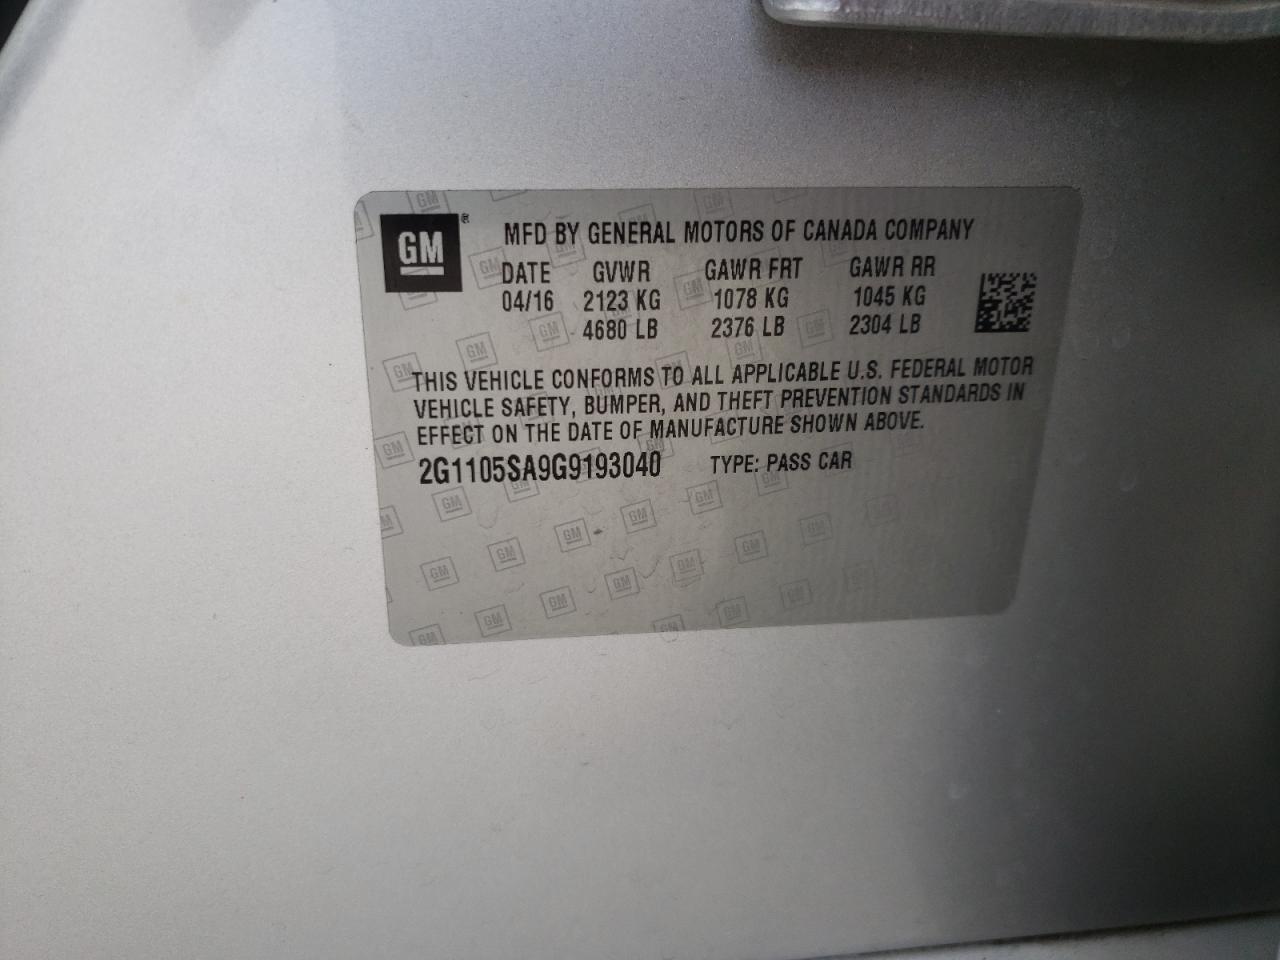 GM®
MFD BY GENERAL MOTORS OF CANADA COMPANY
DATE GVWR GAWR FRT GAWR RR
04/16 2123 KG 1078 KG 1045 KG
4680 LB 2376 LB 2304 LB
THIS VEHICLE CONFORMS TO ALL APPLICABLE U.S. FEDERAL MOTOR
VEHICLE SAFETY, BUMPER, AND THEFT PREVENTION STANDARDS IN
EFFECT ON THE DATE OF MANUFACTURE SHOWN ABOVE.
2G1105SA9G9193040 TYPE: PASS CAR